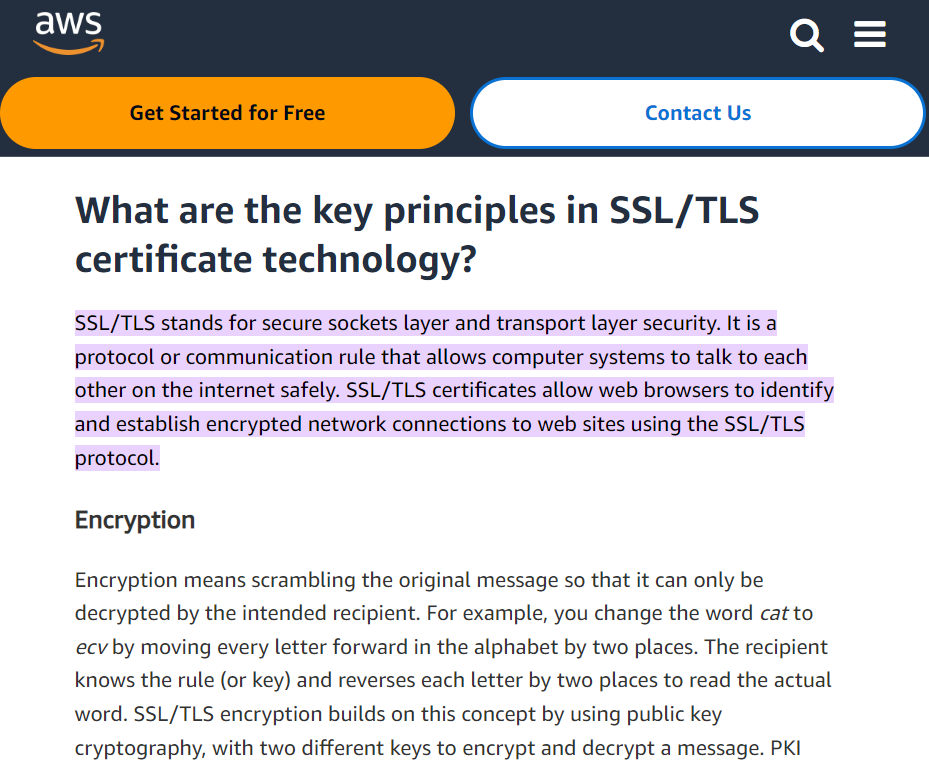 aws
Get Started for Free
Contact Us
What are the key principles in SSL/TLS
certificate technology?
SSL/TLS stands for secure sockets layer and transport layer security. It is a
protocol or communication rule that allows computer systems to talk to each
other on the internet safely. SSL/TLS certificates allow web browsers to identify
and establish encrypted network connections to web sites using the SSL/TLS
protocol.
Encryption
Encryption means scrambling the original message so that it can only be
decrypted by the intended recipient. For example, you change the word cat to
ecv by moving every letter forward in the alphabet by two places. The recipient
knows the rule (or key) and reverses each letter by two places to read the actual
word. SSL/TLS encryption builds on this concept by using public key
cryptography, with two different keys to encrypt and decrypt a message. PKI